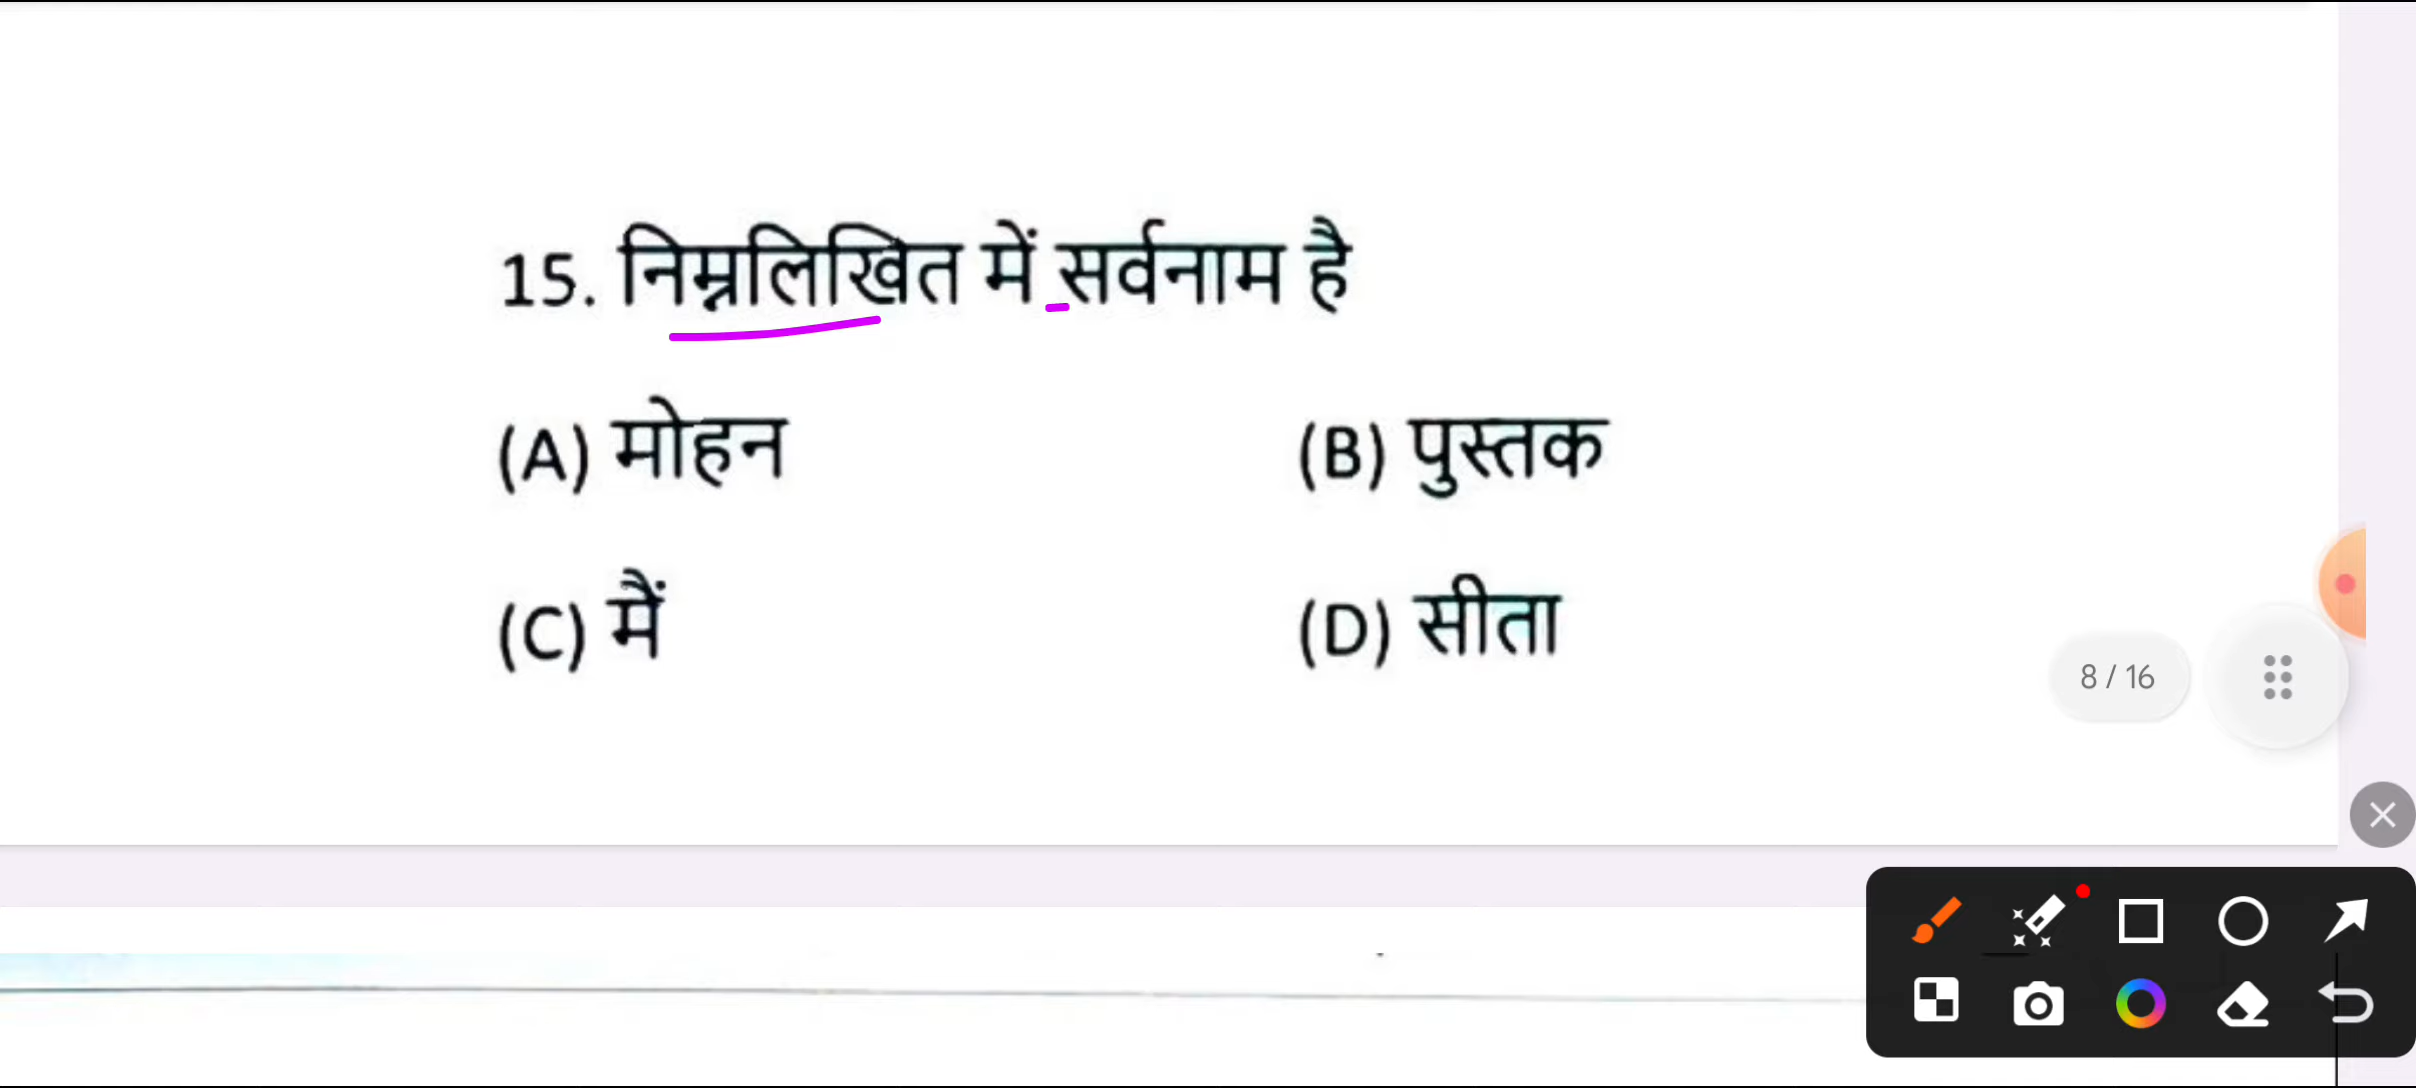 15. निम्नलिखित में सर्वनाम है
(A) मोहन (B) पुस्तक
(C) मैं (D) सीता
8 / 16